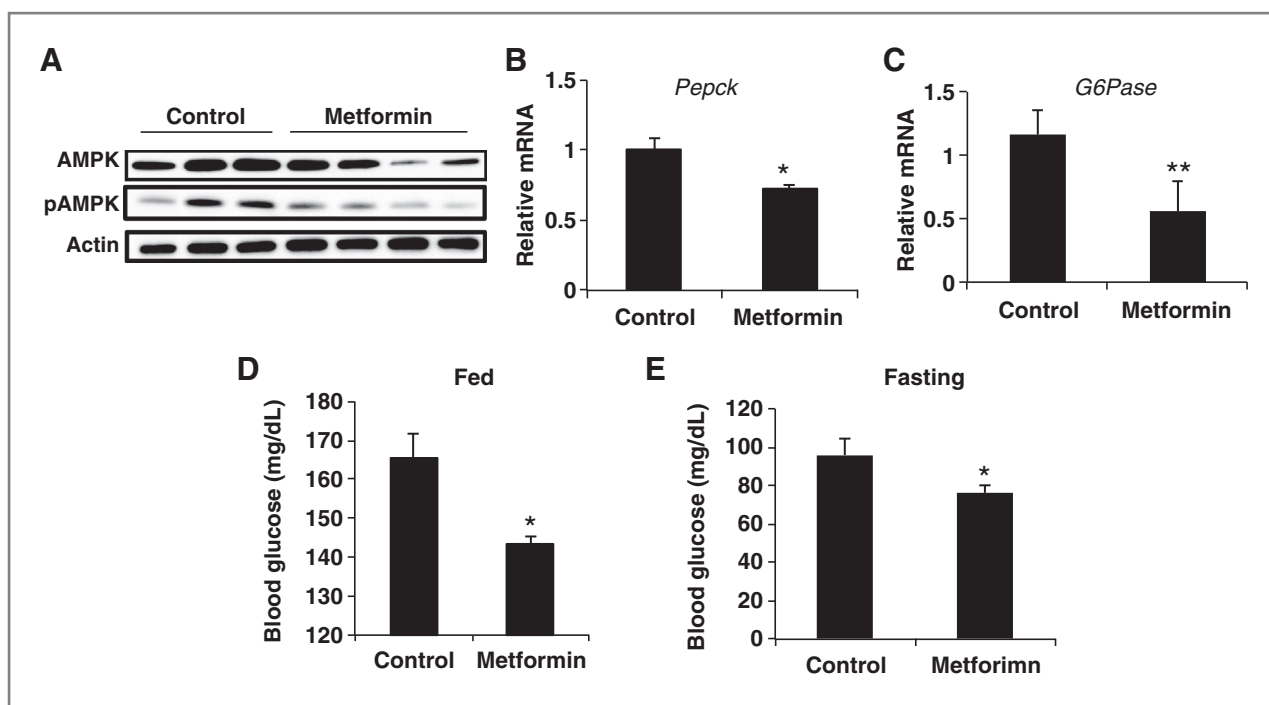 A
Control Metformin
AMPK
pAMPK
Actin
B
Pepck
Relative mRNA
1.5
1
*
0.5
0
Control Metformin
C
G6Pase
Relative mRNA
1.5
1
**
0.5
0
Control Metformin
D
Fed
Blood glucose (mg/dL)
180
170
160
150
*
140
130
120
Control Metformin
E
Fasting
Blood glucose (mg/dL)
120
100
*
80
60
40
20
0
Control Metforimn